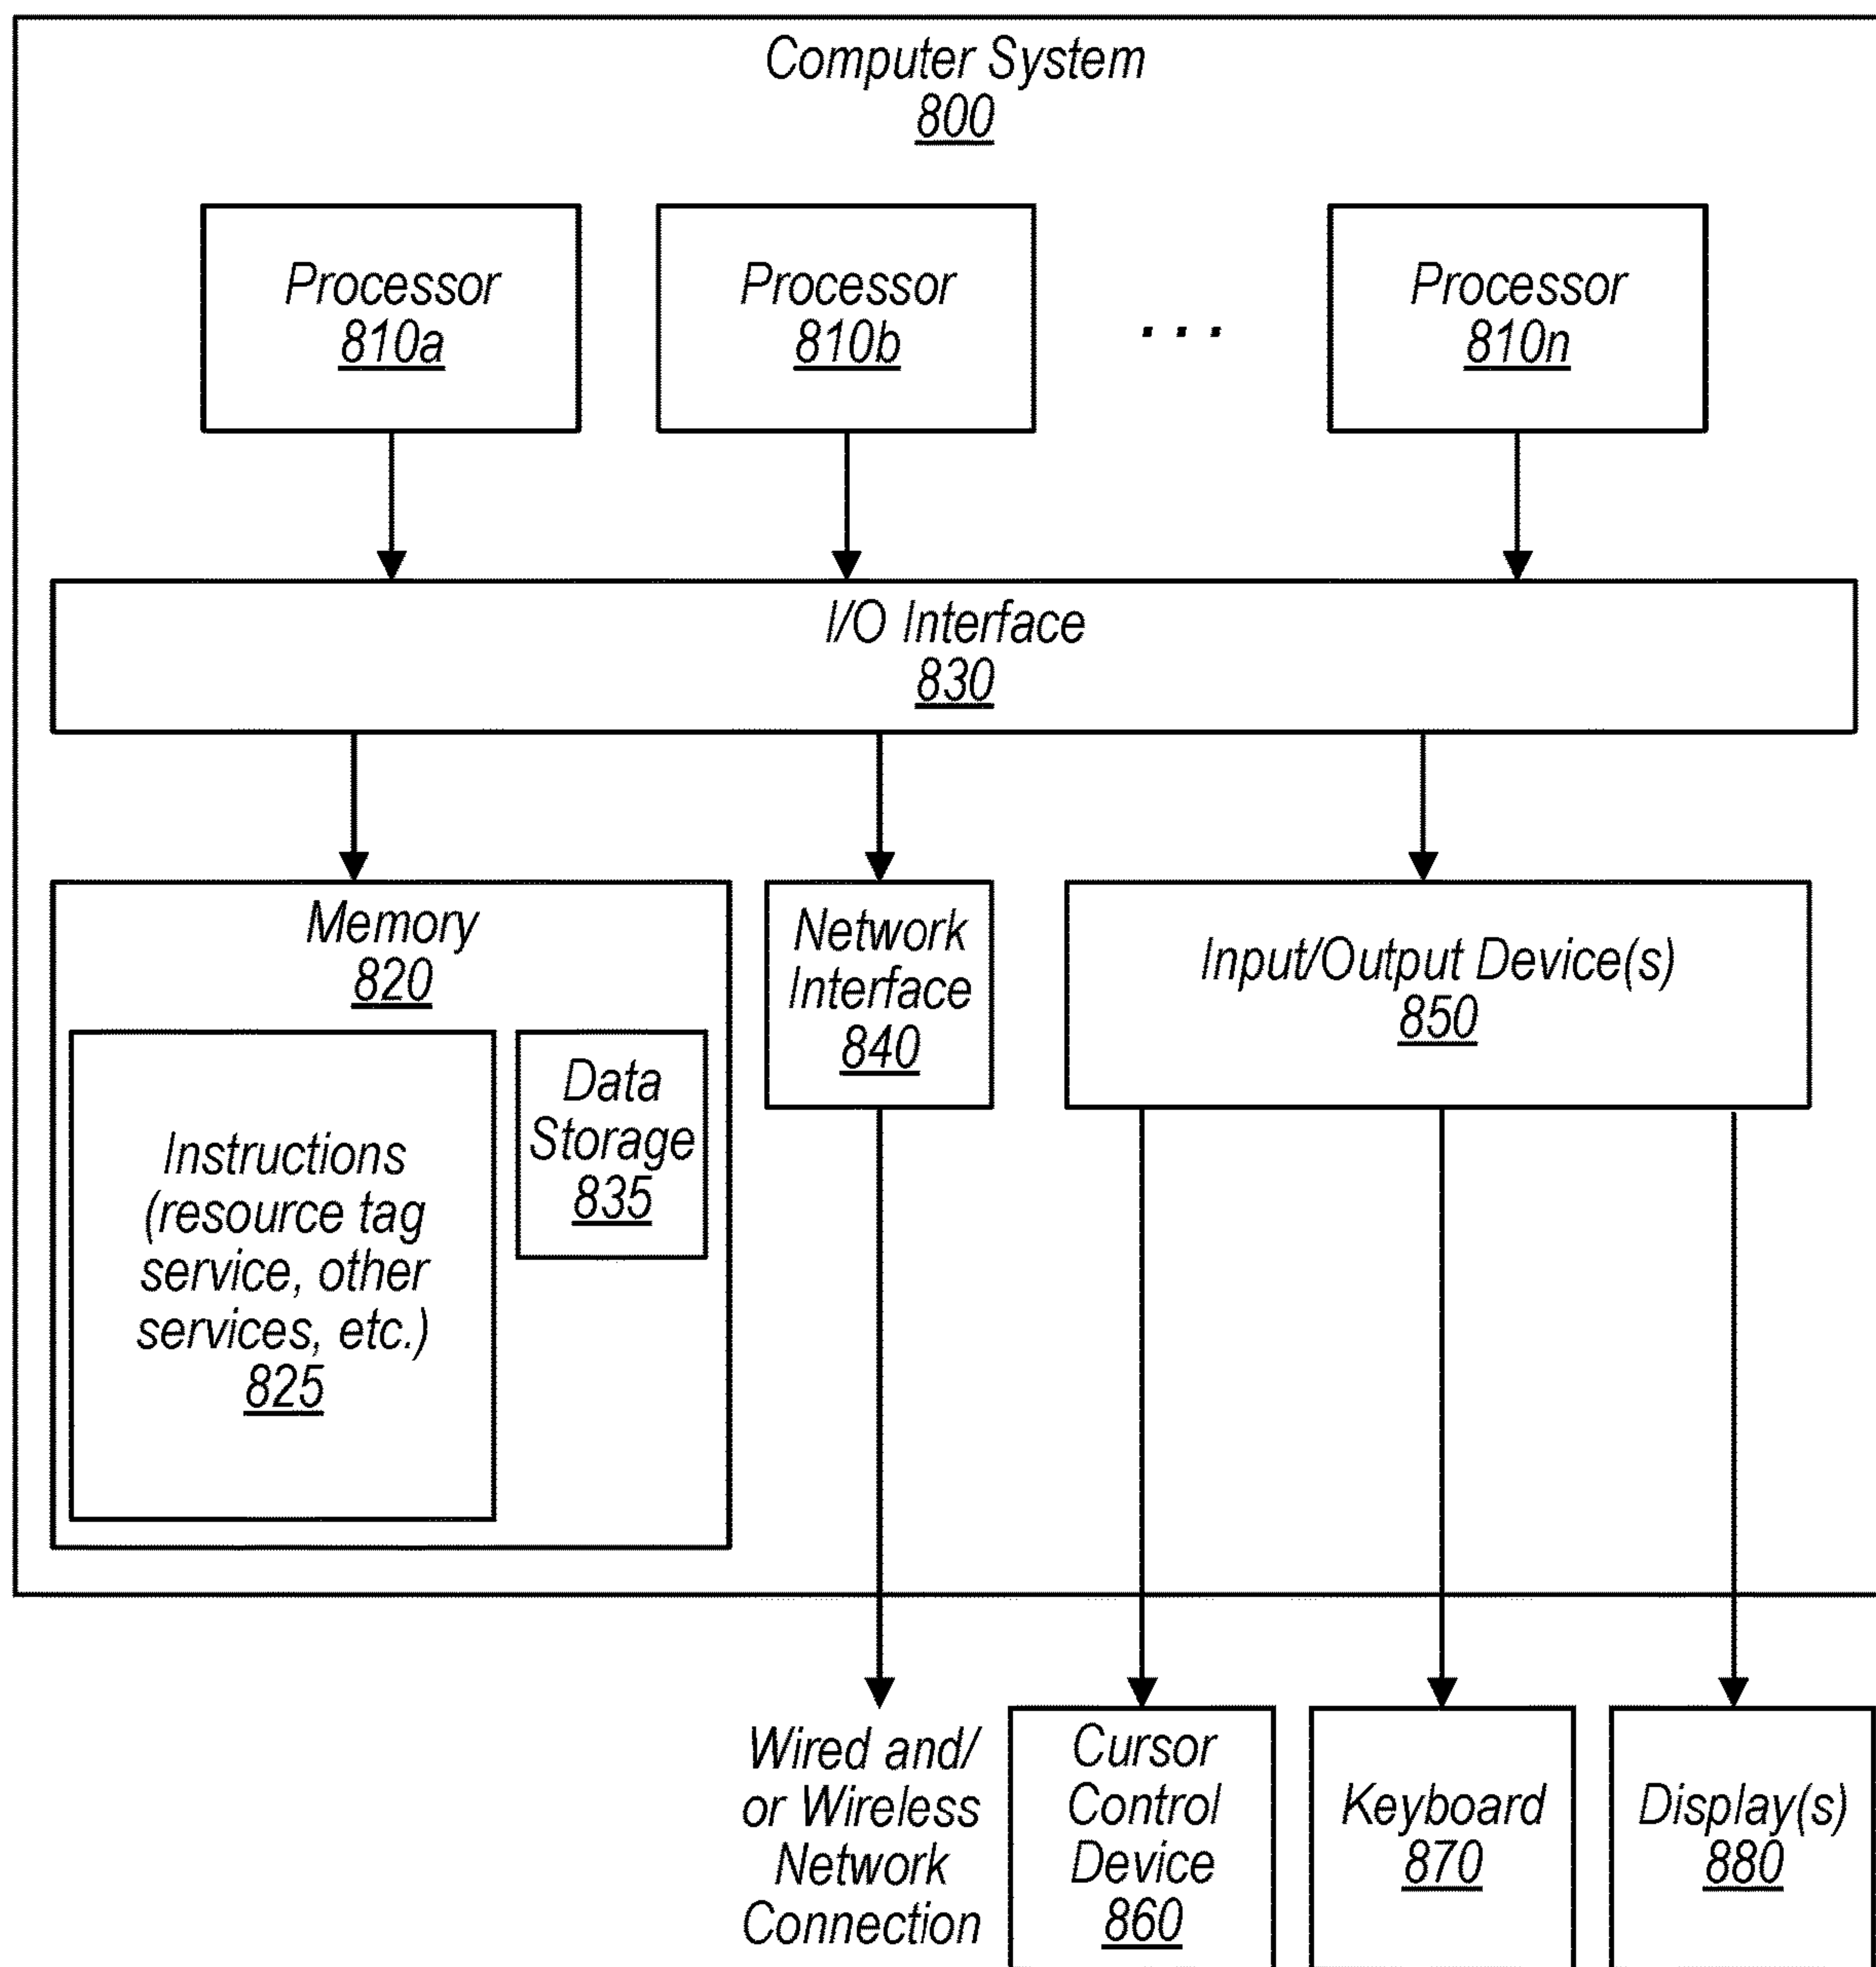 Computer System
800
Processor
810a
Processor
810b
. . .
Processor
810n
I/O Interface
830
Memory
820
Instructions
(resource tag
service, other
services, etc.)
825
Data
Storage
835
Network
Interface
840
Input/Output Device(s)
850
Wired and/
or Wireless
Network
Connection
Cursor
Control
Device
860
Keyboard
870
Display(s)
880